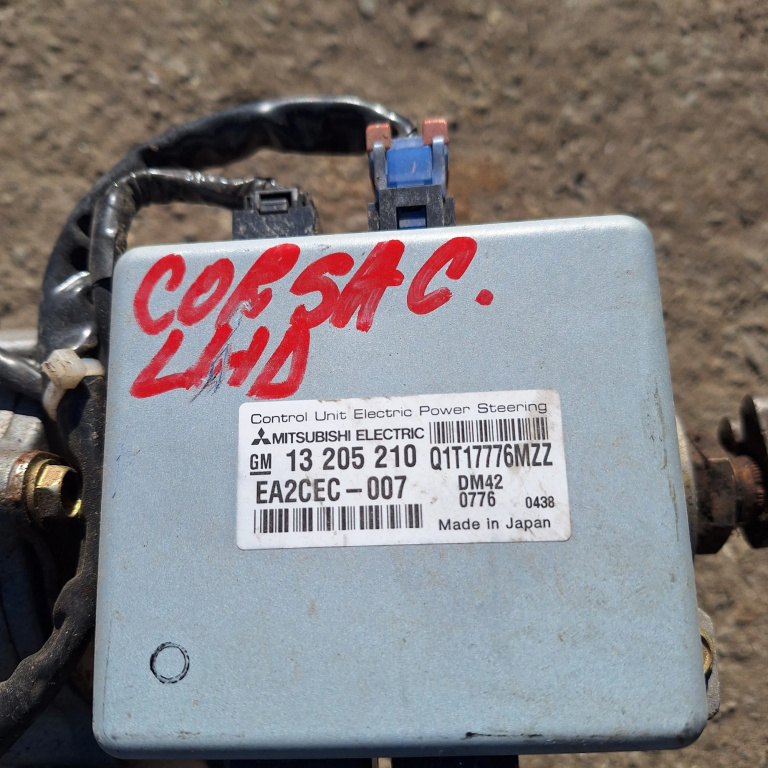 CORSA C.
LHD
Control Unit Electric Power Steering
MITSUBISHI ELECTRIC
GM 13 205 210 Q1T17776MZZ
EA2CEC-007 DM42
0776 0438
Made in Japan